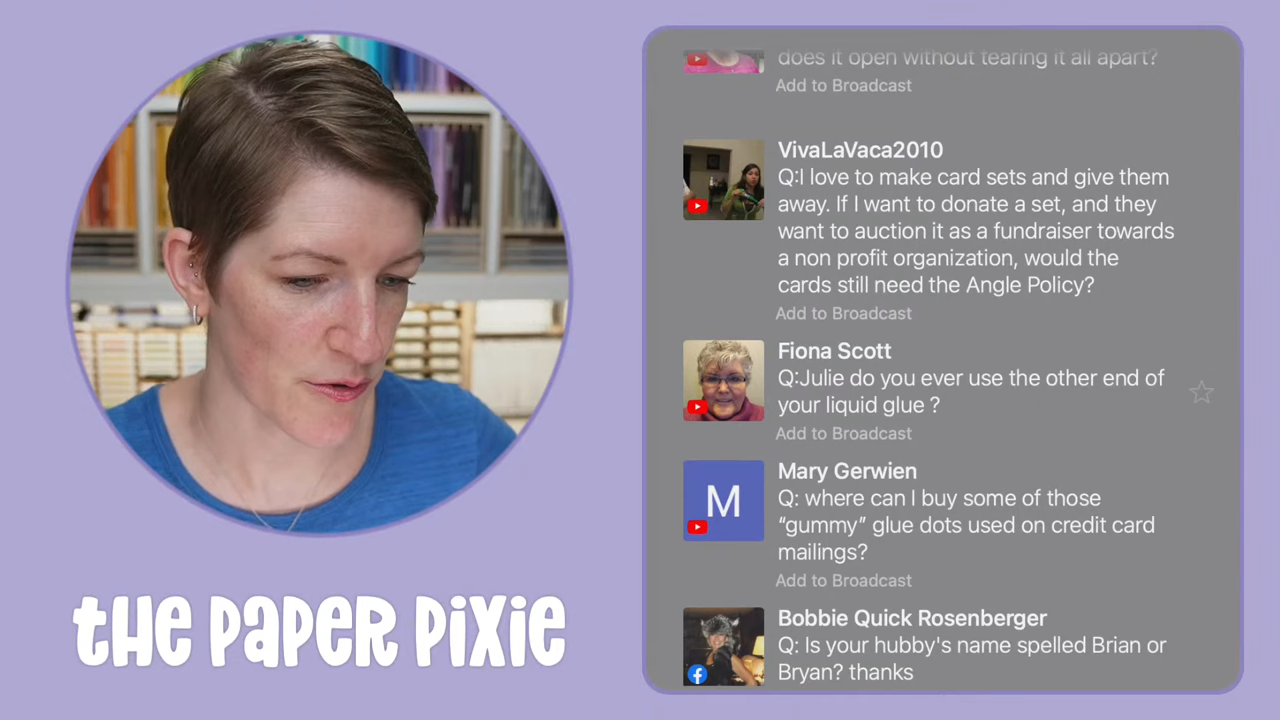 does it open without tearing it all apart?
Add to Broadcast
VivaLaVaca2010
Q:I love to make card sets and give them
away. If I want to donate a set, and they
want to auction it as a fundraiser towards
a non profit organization, would the
cards still need the Angle Policy?
Add to Broadcast
Fiona Scott
Q:Julie do you ever use the other end of
your liquid glue ?
Add to Broadcast
M
Mary Gerwien
Q: where can I buy some of those
“gummy” glue dots used on credit card
mailings?
Add to Broadcast
Bobbie Quick Rosenberger
Q: Is your hubby's name spelled Brian or
Bryan? thanks
the paper pixie